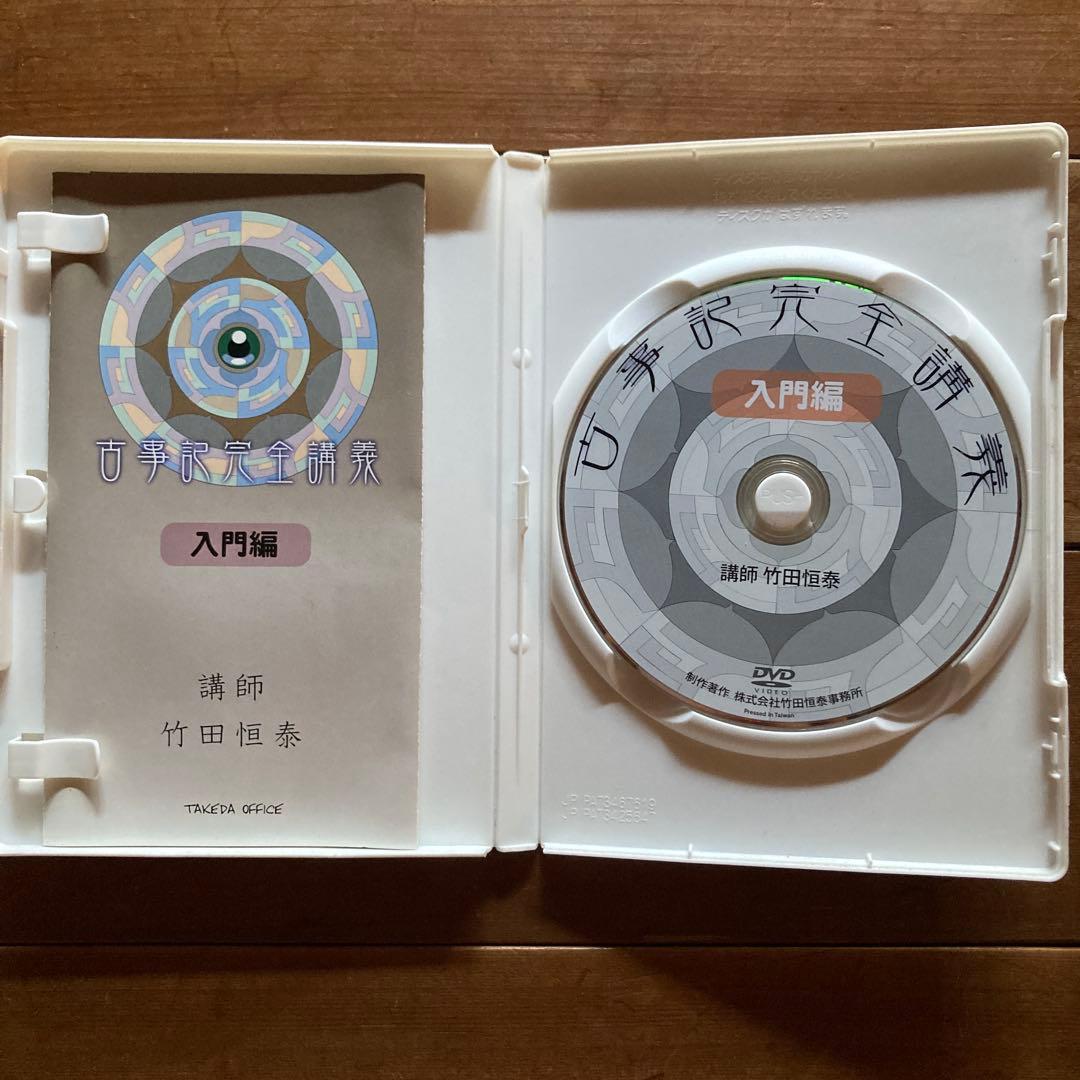 古事記完全講義
入門編
講師
竹田恒泰
TAKEDA OFFICE
古事記完全講義
入門編
PUSH
講師 竹田恒泰
DVD
VIDEO
制作著作 株式会社竹田恒泰事務所
Pressed in Taiwan